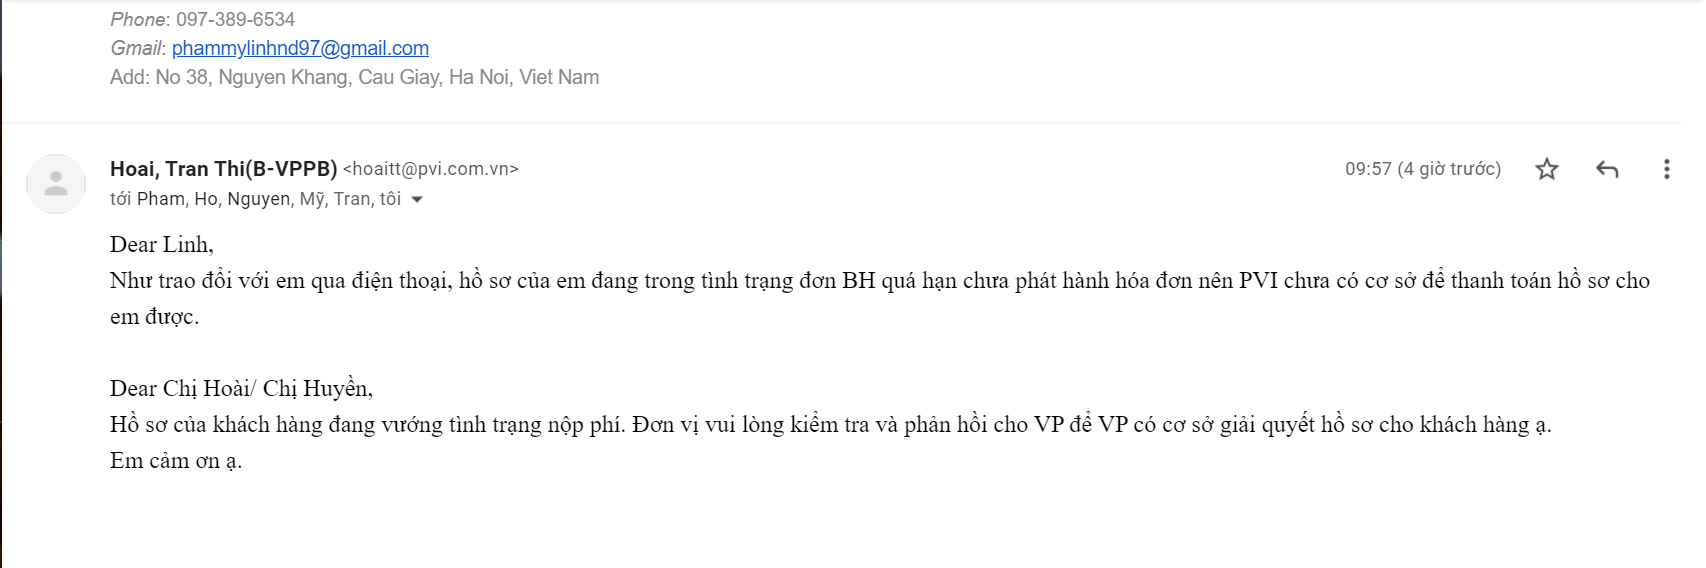 Phone: 097-389-6534
Gmail: phammylinhnd97@gmail.com
Add: No 38, Nguyen Khang, Cau Giay, Ha Noi, Viet Nam
Hoai, Tran Thi(B-VPPB) <hoaitt@pvi.com.vn>
09:57 (4 giờ trước)
tới Pham, Ho, Nguyen, Mỹ, Tran, tôi
Dear Linh,
Như trao đổi với em qua điện thoại, hồ sơ của em đang trong tình trạng đơn BH quá hạn chưa phát hành hóa đơn nên PVI chưa có cơ sở để thanh toán hồ sơ cho
em được.
Dear Chị Hoài/ Chị Huyền,
Hồ sơ của khách hàng đang vướng tình trạng nộp phí. Đơn vị vui lòng kiểm tra và phản hồi cho VP để VP có cơ sở giải quyết hồ sơ cho khách hàng ạ.
Em cảm ơn ạ.